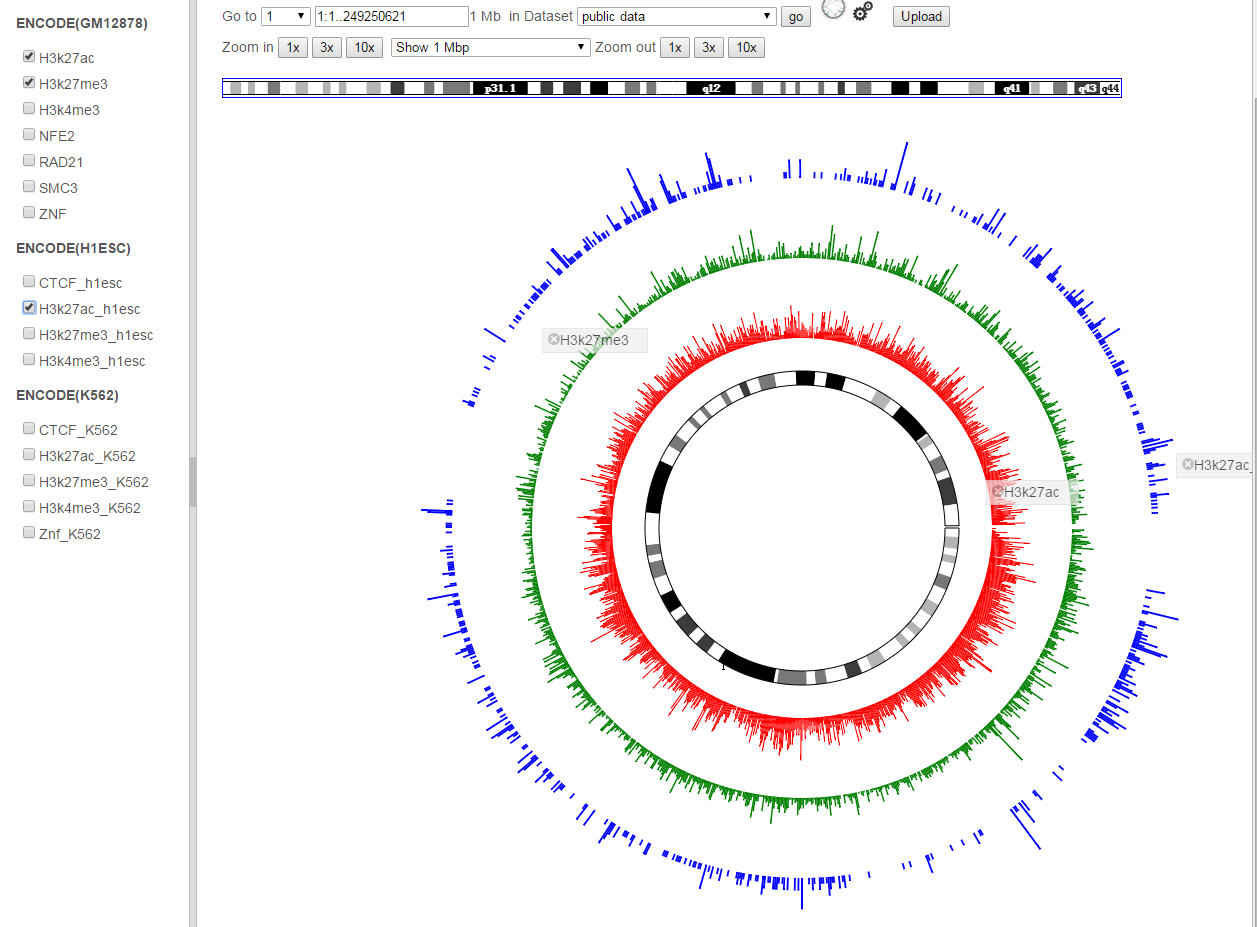 ENCODE(GM12878)
H3k27ac
H3k27me3
H3k4me3
NFE2
RAD21
SMC3
ZNF
ENCODE(H1ESC)
CTCF_h1esc
H3k27ac_h1esc
H3k27me3_h1esc
H3k4me3_h1esc
ENCODE(K562)
CTCF_K562
H3k27ac_K562
H3k27me3_K562
H3k4me3_K562
Znf_K562
Go to 1 1:1..249250621 1 Mb in Dataset public data go Upload
Zoom in 1x 3x 10x Show 1 Mbp Zoom out 1x 3x 10x
p31.1 q12 q41 q43 q44
H3k27me3
H3k27ac_
H3k27ac